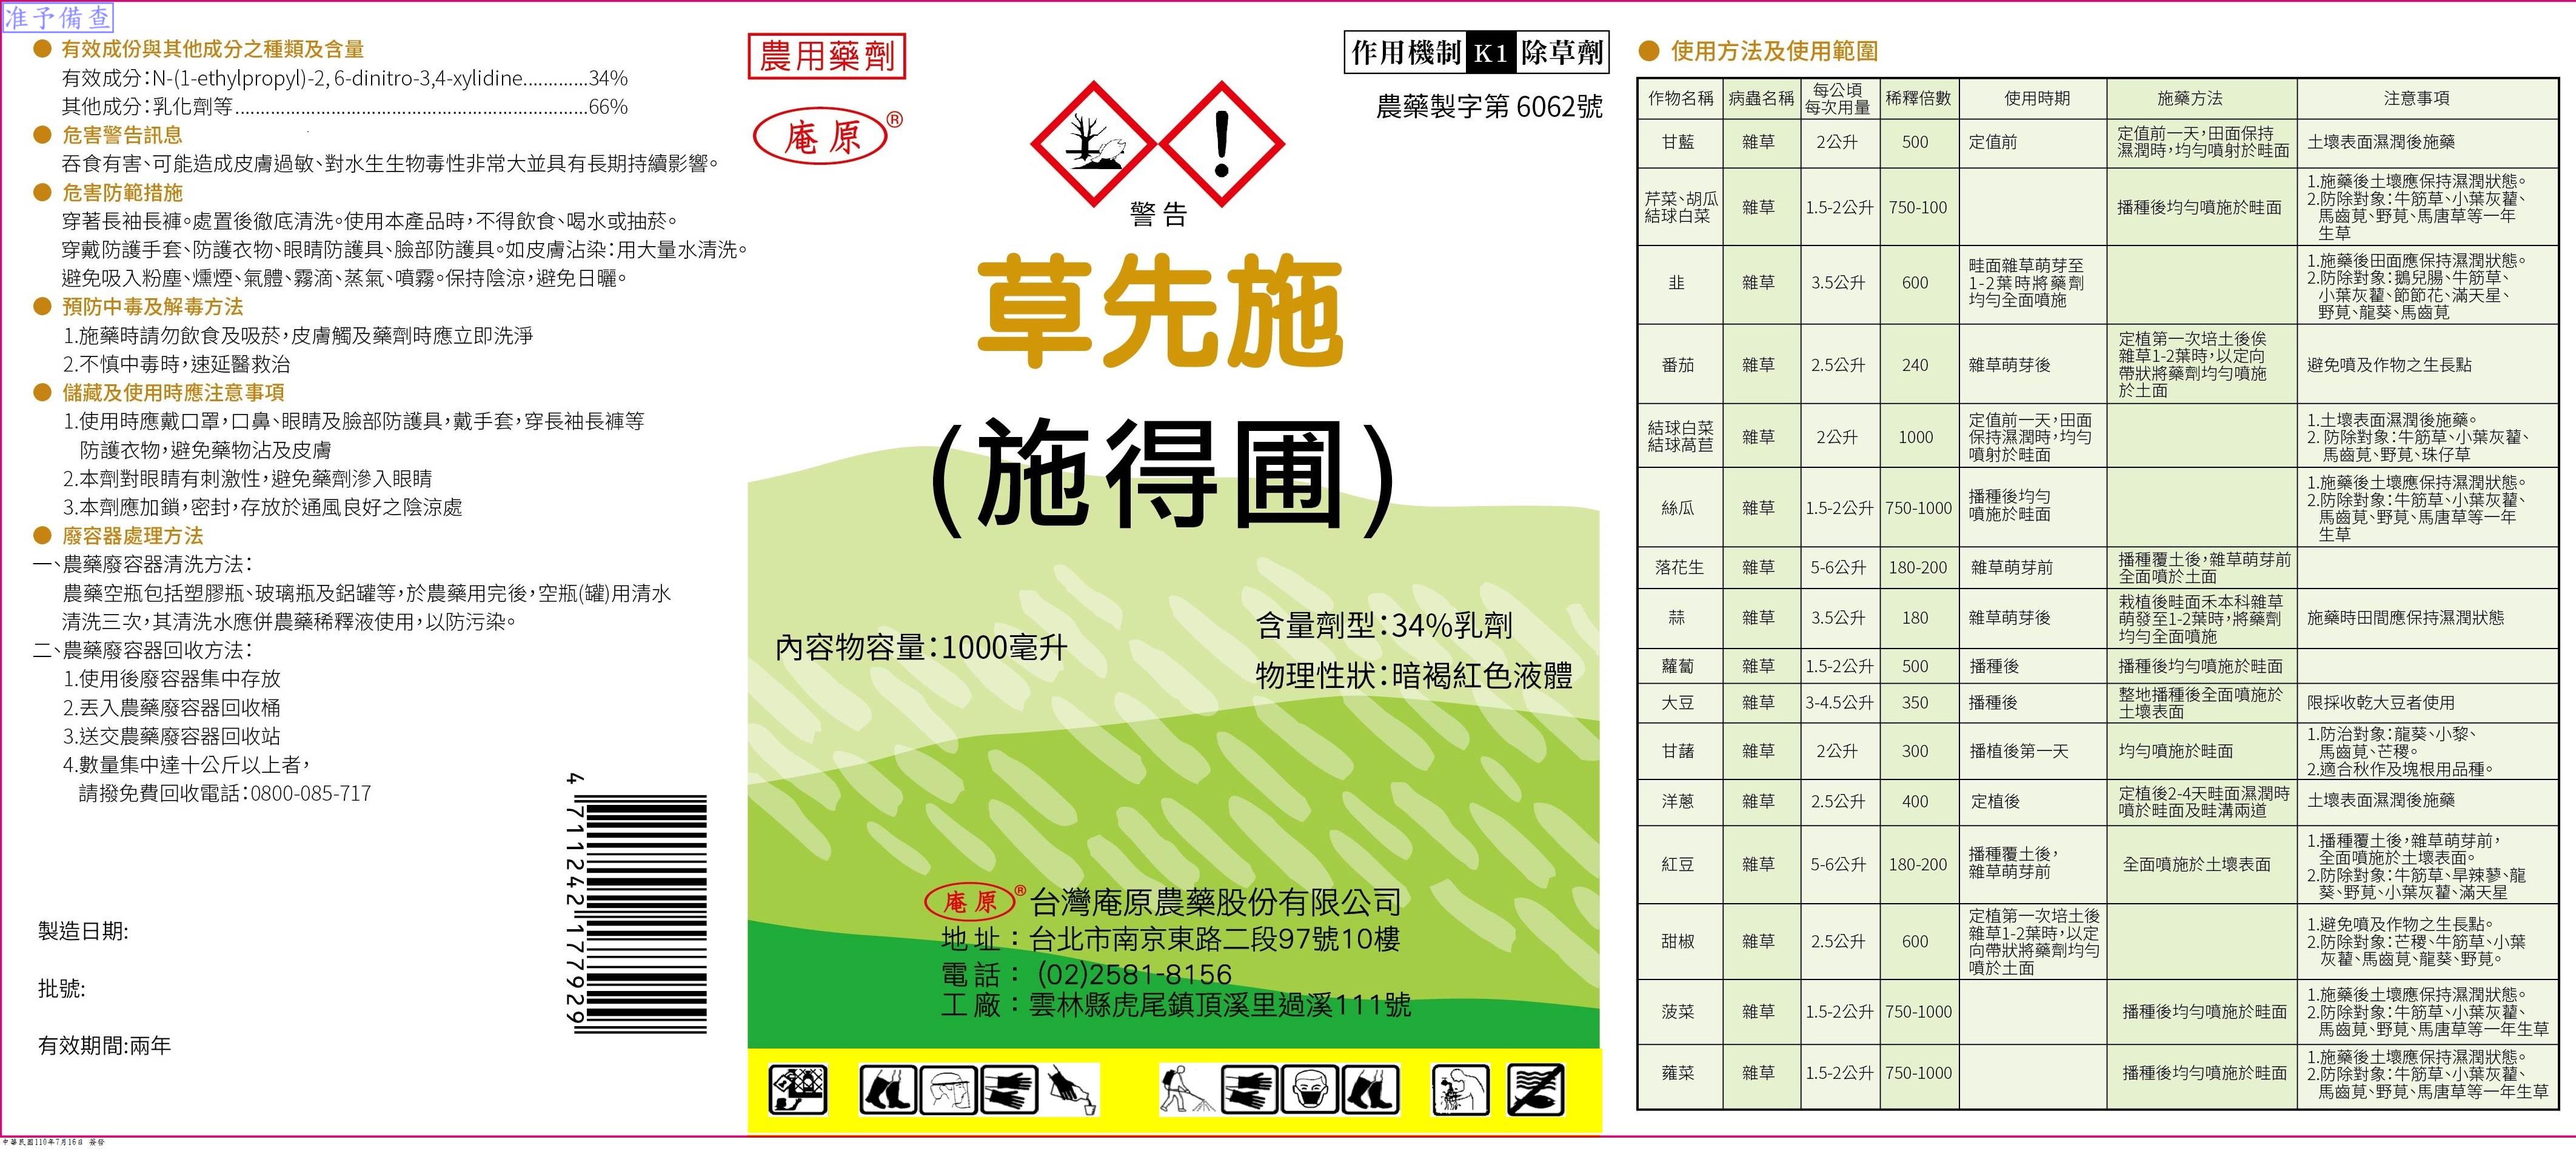 准予備查
● 有效成份與其他成分之種類及含量
有效成分:N-(1-ethylpropyl)-2, 6-dinitro-3,4-xylidine.............34%
其他成分:乳化劑等......................................................................66%
● 危害警告訊息
吞食有害、可能造成皮膚過敏、對水生生物毒性非常大並具有長期持續影響。
● 危害防範措施
穿著長袖長褲。處置後徹底清洗。使用本產品時,不得飲食、喝水或抽菸。
穿戴防護手套、防護衣物、眼睛防護具、臉部防護具。如皮膚沾染:用大量水清洗。
避免吸入粉塵、燻煙、氣體、霧滴、蒸氣、噴霧。保持陰涼,避免日曬。
● 預防中毒及解毒方法
1.施藥時請勿飲食及吸菸,皮膚觸及藥劑時應立即洗淨
2.不慎中毒時,速延醫救治
● 儲藏及使用時應注意事項
1.使用時應戴口罩,口鼻、眼睛及臉部防護具,戴手套,穿長袖長褲等
防護衣物,避免藥物沾及皮膚
2.本劑對眼睛有刺激性,避免藥劑滲入眼睛
3.本劑應加鎖,密封,存放於通風良好之陰涼處
● 廢容器處理方法
一、農藥廢容器清洗方法:
農藥空瓶包括塑膠瓶、玻璃瓶及鋁罐等,於農藥用完後,空瓶(罐)用清水
清洗三次,其清洗水應併農藥稀釋液使用,以防污染。
二、農藥廢容器回收方法:
1.使用後廢容器集中存放
2.丟入農藥廢容器回收桶
3.送交農藥廢容器回收站
4.數量集中達十公斤以上者,
請撥免費回收電話:0800-085-717
4 711242 177929
製造日期:
批號:
有效期間:兩年
中華民國110年7月16日 簽發
農用藥劑
庵原®
作用機制 K1 除草劑
農藥製字第 6062號
警告
草先施
(施得圃)
內容物容量:1000毫升
含量劑型:34%乳劑
物理性狀:暗褐紅色液體
庵原® 台灣庵原農藥股份有限公司
地址:台北市南京東路二段97號10樓
電話: (02)2581-8156
工廠:雲林縣虎尾鎮頂溪里過溪111號
● 使用方法及使用範圍
作物名稱 病蟲名稱 每公頃每次用量 稀釋倍數 使用時期 施藥方法 注意事項
甘藍 雜草 2公升 500 定值前 定值前一天,田面保持濕潤時,均勻噴射於畦面 土壤表面濕潤後施藥
芹菜、胡瓜結球白菜 雜草 1.5-2公升 750-100 播種後均勻噴施於畦面 1.施藥後土壤應保持濕潤狀態。 2.防除對象:牛筋草、小葉灰藋、馬齒莧、野莧、馬唐草等一年生草
韭 雜草 3.5公升 600 畦面雜草萌芽至1-2葉時將藥劑均勻全面噴施 1.施藥後田面應保持濕潤狀態。 2.防除對象:鵝兒腸、牛筋草、小葉灰藋、節節花、滿天星、野莧、龍葵、馬齒莧
番茄 雜草 2.5公升 240 雜草萌芽後 定植第一次培土後俟雜草1-2葉時,以定向帶狀將藥劑均勻噴施於土面 避免噴及作物之生長點
結球白菜結球萵苣 雜草 2公升 1000 定值前一天,田面保持濕潤時,均勻噴射於畦面 1.土壤表面濕潤後施藥。 2. 防除對象:牛筋草、小葉灰藋、馬齒莧、野莧、珠仔草
絲瓜 雜草 1.5-2公升 750-1000 播種後均勻噴施於畦面 1.施藥後土壤應保持濕潤狀態。 2.防除對象:牛筋草、小葉灰藋、馬齒莧、野莧、馬唐草等一年生草
落花生 雜草 5-6公升 180-200 雜草萌芽前 播種覆土後,雜草萌芽前全面噴於土面
蒜 雜草 3.5公升 180 雜草萌芽後 栽植後畦面禾本科雜草萌發至1-2葉時,將藥劑均勻全面噴施 施藥時田間應保持濕潤狀態
蘿蔔 雜草 1.5-2公升 500 播種後 播種後均勻噴施於畦面
大豆 雜草 3-4.5公升 350 播種後 整地播種後全面噴施於土壤表面 限採收乾大豆者使用
甘藷 雜草 2公升 300 播植後第一天 均勻噴施於畦面 1.防治對象:龍葵、小黎、馬齒莧、芒稷。 2.適合秋作及塊根用品種。
洋蔥 雜草 2.5公升 400 定植後 定植後2-4天畦面濕潤時噴於畦面及畦溝兩道 土壤表面濕潤後施藥
紅豆 雜草 5-6公升 180-200 播種覆土後,雜草萌芽前 全面噴施於土壤表面 1.播種覆土後,雜草萌芽前,全面噴施於土壤表面。 2.防除對象:牛筋草、旱辣蓼、龍葵、野莧、小葉灰藋、滿天星
甜椒 雜草 2.5公升 600 定植第一次培土後雜草1-2葉時,以定向帶狀將藥劑均勻噴於土面 1.避免噴及作物之生長點。 2.防除對象:芒稷、牛筋草、小葉灰藋、馬齒莧、龍葵、野莧。
菠菜 雜草 1.5-2公升 750-1000 播種後均勻噴施於畦面 1.施藥後土壤應保持濕潤狀態。 2.防除對象:牛筋草、小葉灰藋、馬齒莧、野莧、馬唐草等一年生草
蕹菜 雜草 1.5-2公升 750-1000 播種後均勻噴施於畦面 1.施藥後土壤應保持濕潤狀態。 2.防除對象:牛筋草、小葉灰藋、馬齒莧、野莧、馬唐草等一年生草